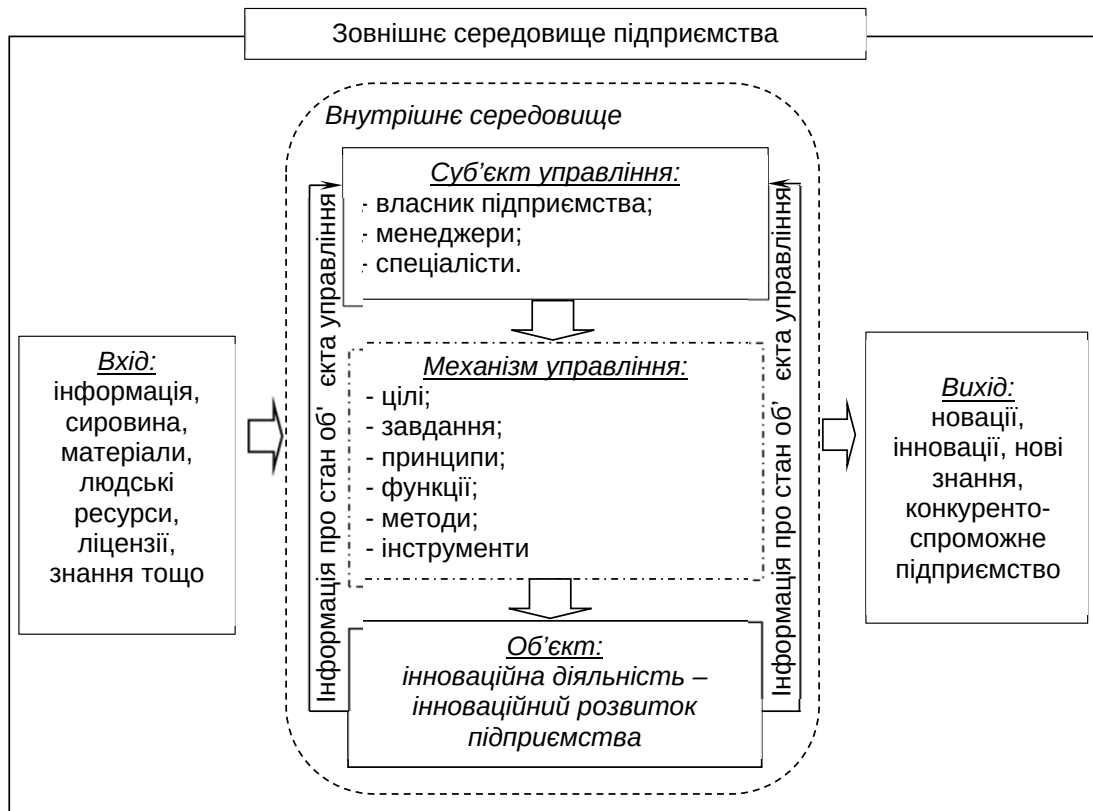 Зовнішнє середовище підприємства
Внутрішнє середовище
Суб’єкт управління:
- власник підприємства;
- менеджери;
- спеціалісти.
Інформація про стан об' єкта управління
Механізм управління:
- цілі;
- завдання;
- принципи;
- функції;
- методи;
- інструменти
Інформація про стан об’ єкта управління
Об’єкт:
інноваційна діяльність –
інноваційний розвиток
підприємства
Вхід:
інформація,
сировина,
матеріали,
людські
ресурси,
ліцензії,
знання тощо
Вихід:
новації,
інновації, нові
знання,
конкуренто-
спроможне
підприємство